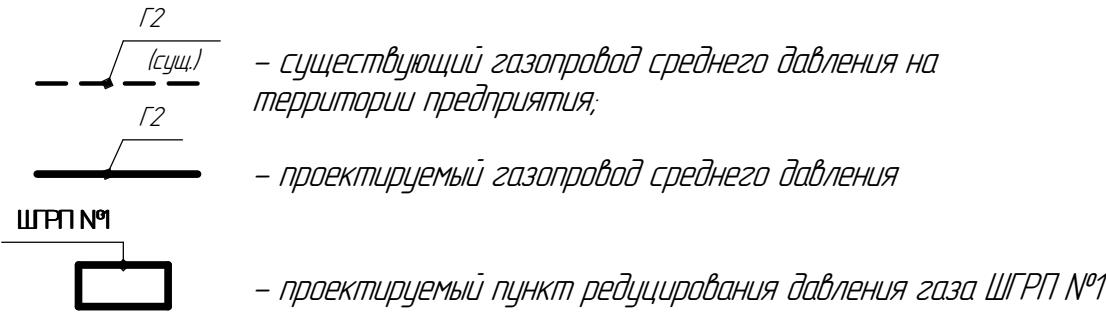 Г2
(сущ.)
– существующий газопровод среднего давления на
территории предприятия;
Г2
– проектируемый газопровод среднего давления
ШГРП №1
– проектируемый пункт редуцирования давления газа ШГРП №1